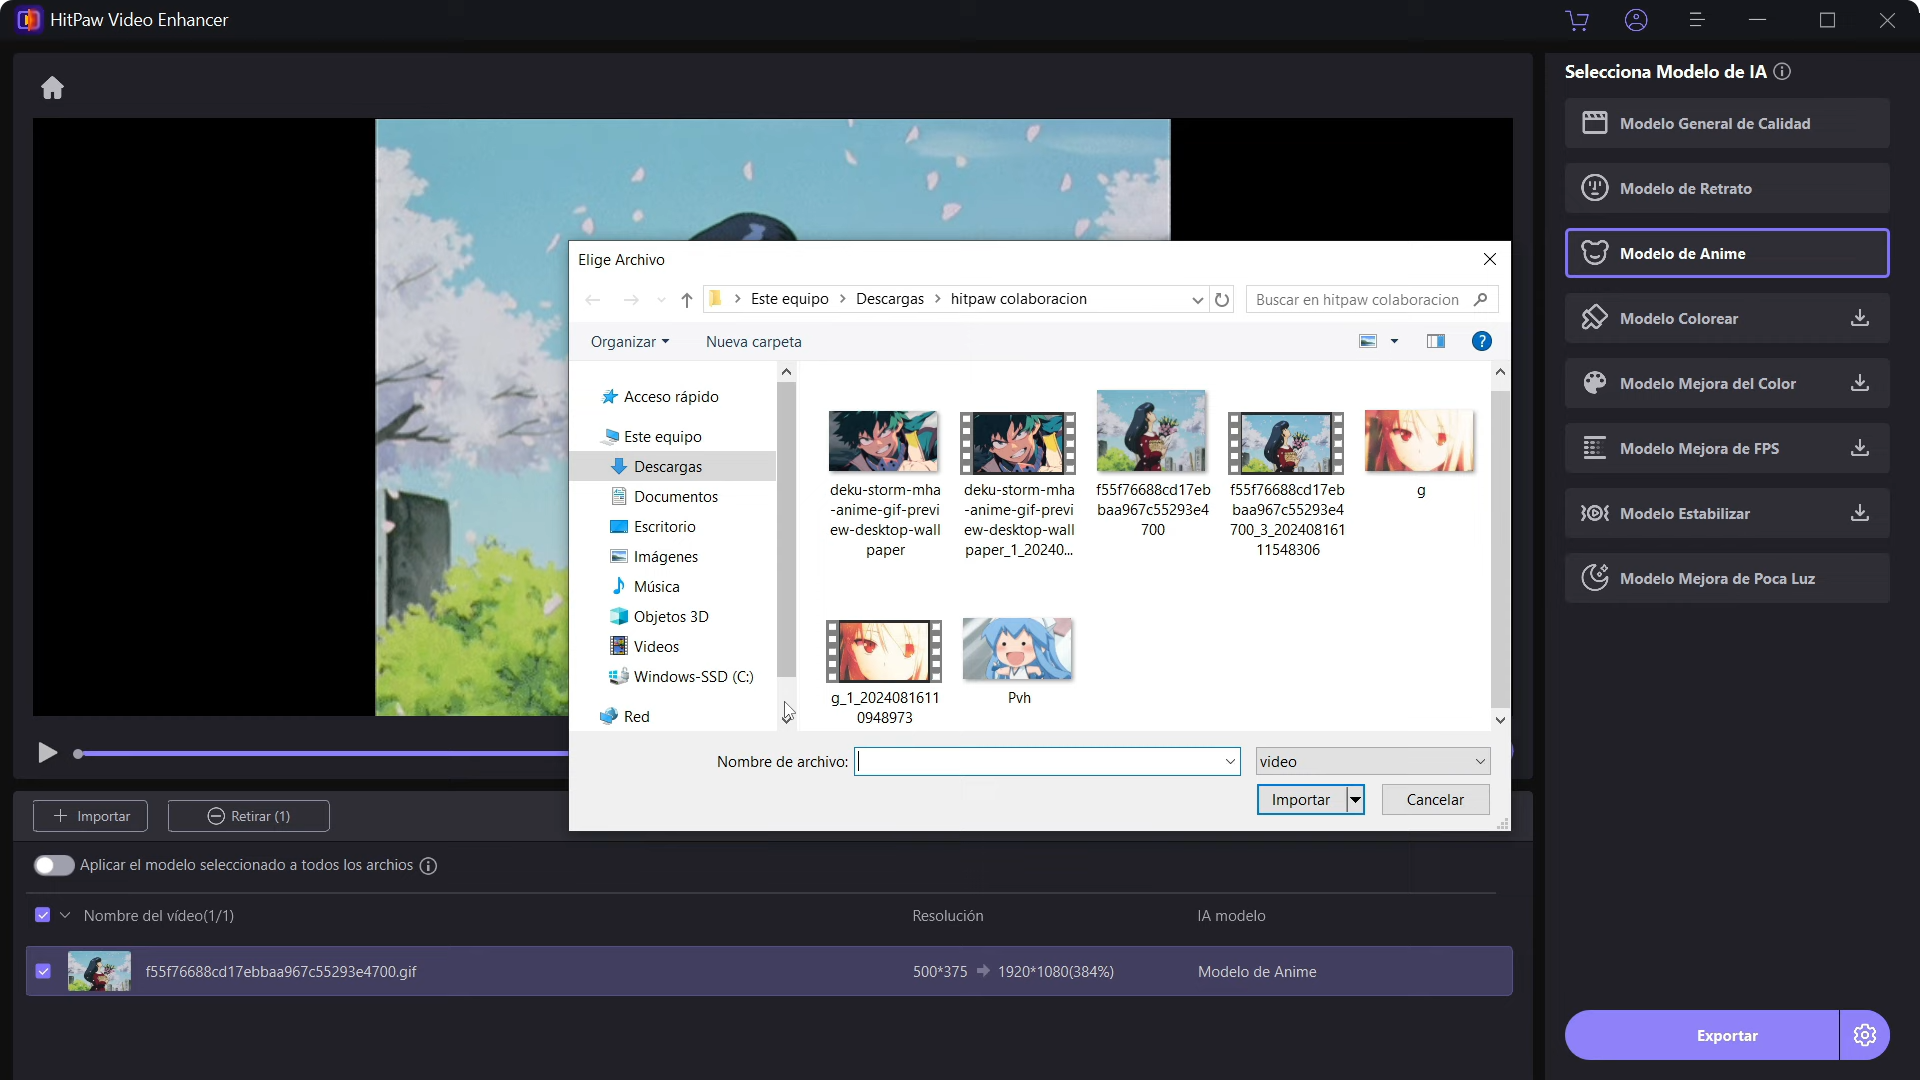 HitPaw Video Enhancer
Selecciona Modelo de IA
Modelo General de Calidad
Modelo de Retrato
Modelo de Anime
Modelo Colorear
Modelo Mejora del Color
Modelo Mejora de FPS
Modelo Estabilizar
Modelo Mejora de Poca Luz
Elige Archivo
Este equipo > Descargas > hitpaw colaboracion
Buscar en hitpaw colaboracion
Organizar
Nueva carpeta
Acceso rápido
Este equipo
Descargas
Documentos
Escritorio
Imágenes
Música
Objetos 3D
Videos
Windows-SSD (C:)
Red
deku-storm-mha
-anime-gif-previ
ew-desktop-wall
paper
deku-storm-mha
-anime-gif-previ
ew-desktop-wall
paper_1_20240...
f55f76688cd17eb
baa967c55293e4
700
f55f76688cd17eb
baa967c55293e4
700_3_202408161
11548306
g
g_1_2024081611
0948973
Pvh
Nombre de archivo:
video
Importar
Cancelar
Importar
Retirar (1)
Aplicar el modelo seleccionado a todos los archios
Nombre del vídeo(1/1)
Resolución
IA modelo
f55f76688cd17ebbaa967c55293e4700.gif
500*375
1920*1080(384%)
Modelo de Anime
Exportar